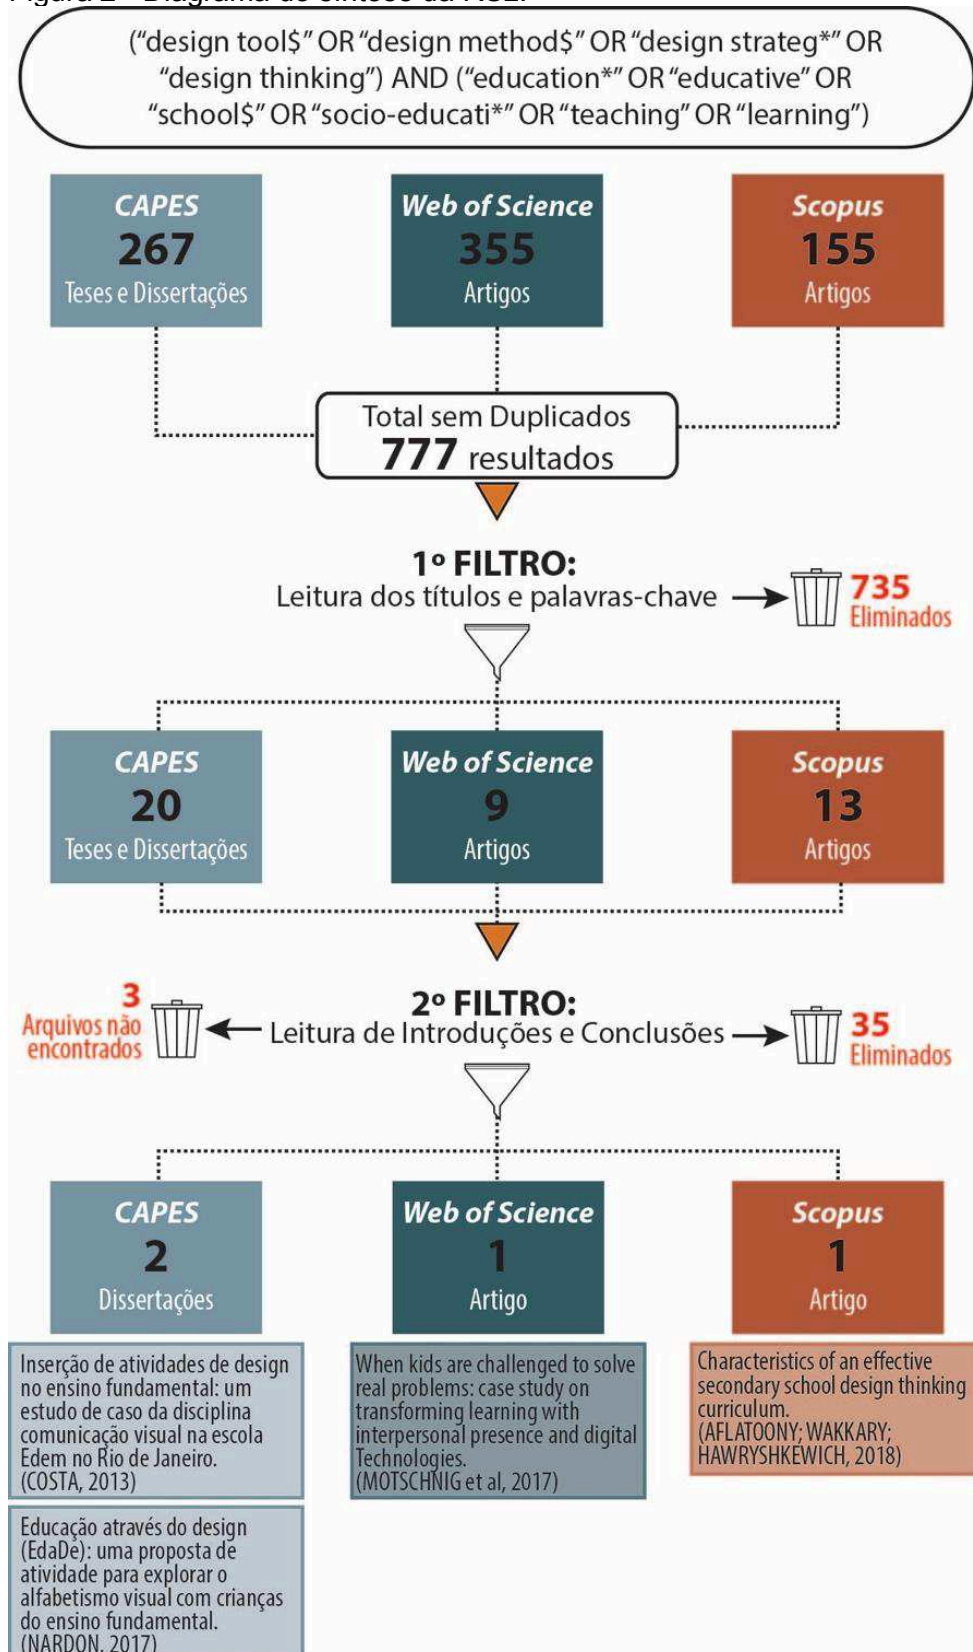 ("design tool$" OR "design method$" OR "design strateg*" OR
"design thinking") AND ("education*" OR "educative" OR
"school$" OR "socio-educati*" OR "teaching" OR "learning")
CAPES
267
Teses e Dissertações
Web of Science
355
Artigos
Scopus
155
Artigos
Total sem Duplicados
777 resultados
1º FILTRO:
Leitura dos títulos e palavras-chave
735
Eliminados
CAPES
20
Teses e Dissertações
Web of Science
9
Artigos
Scopus
13
Artigos
3
Arquivos não
encontrados
2º FILTRO:
Leitura de Introduções e Conclusões
35
Eliminados
CAPES
2
Dissertações
Web of Science
1
Artigo
Scopus
1
Artigo
Inserção de atividades de design
no ensino fundamental: um
estudo de caso da disciplina
comunicação visual na escola
Edem no Rio de Janeiro.
(COSTA, 2013)
When kids are challenged to solve
real problems: case study on
transforming learning with
interpersonal presence and digital
Technologies.
(MOTSCHNIG et al, 2017)
Characteristics of an effective
secondary school design thinking
curriculum.
(AFLATOONY; WAKKARY;
HAWRYSHKEWICH, 2018)
Educação através do design
(EdaDe): uma proposta de
atividade para explorar o
alfabetismo visual com crianças
do ensino fundamental.
(NARDON, 2017)